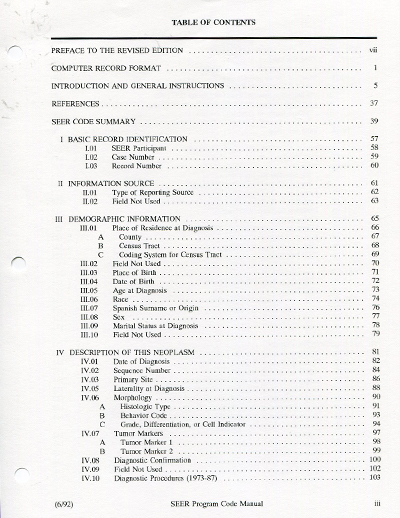 TABLE OF CONTENTS
PREFACE TO THE REVISED EDITION . . . . . . . . . . vii
COMPUTER RECORD FORMAT . . . . . . . . . . 1
INTRODUCTION AND GENERAL INSTRUCTIONS . . . . . . . . . . 5
REFERENCES . . . . . . . . . . 37
SEER CODE SUMMARY . . . . . . . . . . 39
I BASIC RECORD IDENTIFICATION . . . . . . . . . . 57
I.01 SEER Participant . . . . . . . . . . 58
I.02 Case Number . . . . . . . . . . 59
I.03 Record Number . . . . . . . . . . 60
II INFORMATION SOURCE . . . . . . . . . . 61
II.01 Type of Reporting Source . . . . . . . . . . 62
II.02 Field Not Used . . . . . . . . . . 63
III DEMOGRAPHIC INFORMATION . . . . . . . . . . 65
III.01 Place of Residence at Diagnosis . . . . . . . . . . 66
A County . . . . . . . . . . 67
B Census Tract . . . . . . . . . . 68
C Coding System for Census Tract . . . . . . . . . . 69
III.02 Field Not Used . . . . . . . . . . 70
III.03 Place of Birth . . . . . . . . . . 71
III.04 Date of Birth . . . . . . . . . . 72
III.05 Age at Diagnosis . . . . . . . . . . 73
III.06 Race . . . . . . . . . . 74
III.07 Spanish Surname or Origin . . . . . . . . . . 76
III.08 Sex . . . . . . . . . . 77
III.09 Marital Status at Diagnosis . . . . . . . . . . 78
III.10 Field Not Used . . . . . . . . . . 79
IV DESCRIPTION OF THIS NEOPLASM . . . . . . . . . . 81
IV.01 Date of Diagnosis . . . . . . . . . . 82
IV.02 Sequence Number . . . . . . . . . . 84
IV.03 Primary Site . . . . . . . . . . 86
IV.05 Laterality at Diagnosis . . . . . . . . . . 88
IV.06 Morphology . . . . . . . . . . 90
A Histologic Type . . . . . . . . . . 91
B Behavior Code . . . . . . . . . . 93
C Grade, Differentiation, or Cell Indicator . . . . . . . . . . 94
IV.07 Tumor Markers . . . . . . . . . . 97
A Tumor Marker 1 . . . . . . . . . . 98
B Tumor Marker 2 . . . . . . . . . . 99
IV.08 Diagnostic Confirmation . . . . . . . . . . 100
IV.09 Field Not Used . . . . . . . . . . 102
IV.10 Diagnostic Procedures (1973-87) . . . . . . . . . . 103
(6/92) SEER Program Code Manual iii